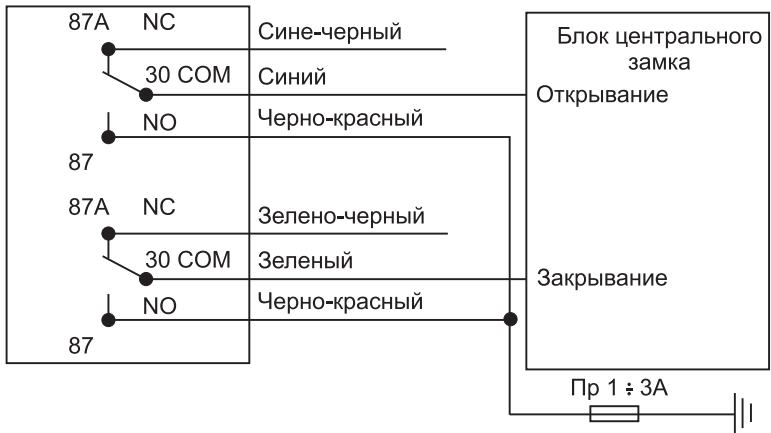 87A NC
Сине-черный
30 COM
Синий
NO
Черно-красный
87
87A NC
Зелено-черный
30 COM
Зеленый
NO
Черно-красный
87
Блок центрального
замка
Открывание
Закрывание
Пр 1 ÷ 3А